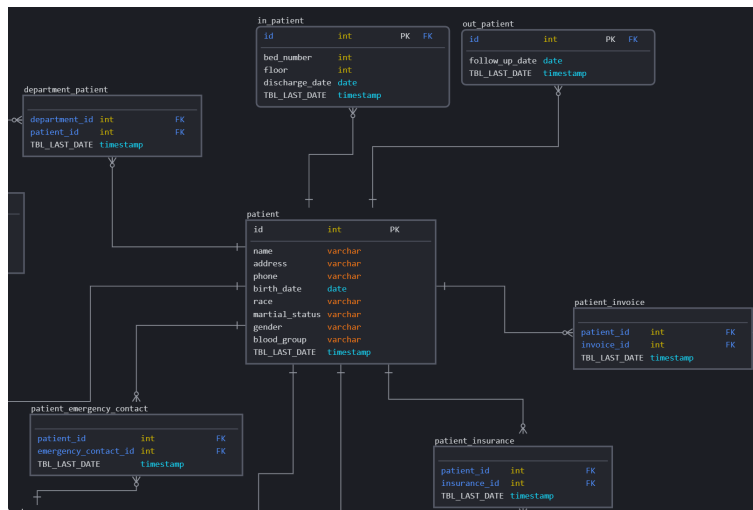 in_patient
id int PK FK
bed_number int
floor int
discharge_date date
TBL_LAST_DATE timestamp
out_patient
id int PK FK
follow_up_date date
TBL_LAST_DATE timestamp
department_patient
department_id int FK
patient_id int FK
TBL_LAST_DATE timestamp
patient
id int PK
name varchar
address varchar
phone varchar
birth_date date
race varchar
martial_status varchar
gender varchar
blood_group varchar
TBL_LAST_DATE timestamp
patient_invoice
patient_id int FK
invoice_id int FK
TBL_LAST_DATE timestamp
patient_emergency_contact
patient_id int FK
emergency_contact_id int FK
TBL_LAST_DATE timestamp
patient_insurance
patient_id int FK
insurance_id int FK
TBL_LAST_DATE timestamp